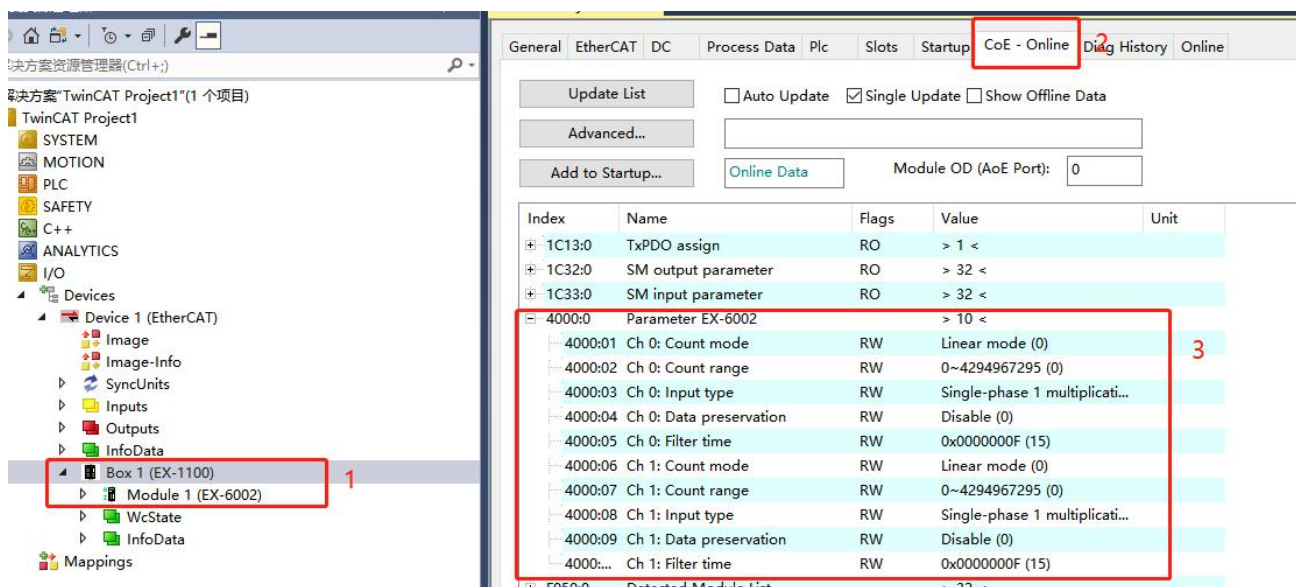 决方案资源管理器(Ctrl+;)
解决方案"TwinCAT Project1"(1 个项目)
TwinCAT Project1
SYSTEM
MOTION
PLC
SAFETY
C++
ANALYTICS
I/O
Devices
Device 1 (EtherCAT)
Image
Image-Info
SyncUnits
Inputs
Outputs
InfoData
Box 1 (EX-1100)
1
Module 1 (EX-6002)
WcState
InfoData
Mappings
General EtherCAT DC Process Data Plc Slots Startup CoE - Online 2 Diag History Online
Update List Auto Update Single Update Show Offline Data
Advanced...
Add to Startup... Online Data Module OD (AoE Port): 0
Index Name Flags Value Unit
1C13:0 TxPDO assign RO > 1 <
1C32:0 SM output parameter RO > 32 <
1C33:0 SM input parameter RO > 32 <
4000:0 Parameter EX-6002 > 10 <
4000:01 Ch 0: Count mode RW Linear mode (0)
3
4000:02 Ch 0: Count range RW 0~4294967295 (0)
4000:03 Ch 0: Input type RW Single-phase 1 multiplicati...
4000:04 Ch 0: Data preservation RW Disable (0)
4000:05 Ch 0: Filter time RW 0x0000000F (15)
4000:06 Ch 1: Count mode RW Linear mode (0)
4000:07 Ch 1: Count range RW 0~4294967295 (0)
4000:08 Ch 1: Input type RW Single-phase 1 multiplicati...
4000:09 Ch 1: Data preservation RW Disable (0)
4000:... Ch 1: Filter time RW 0x0000000F (15)